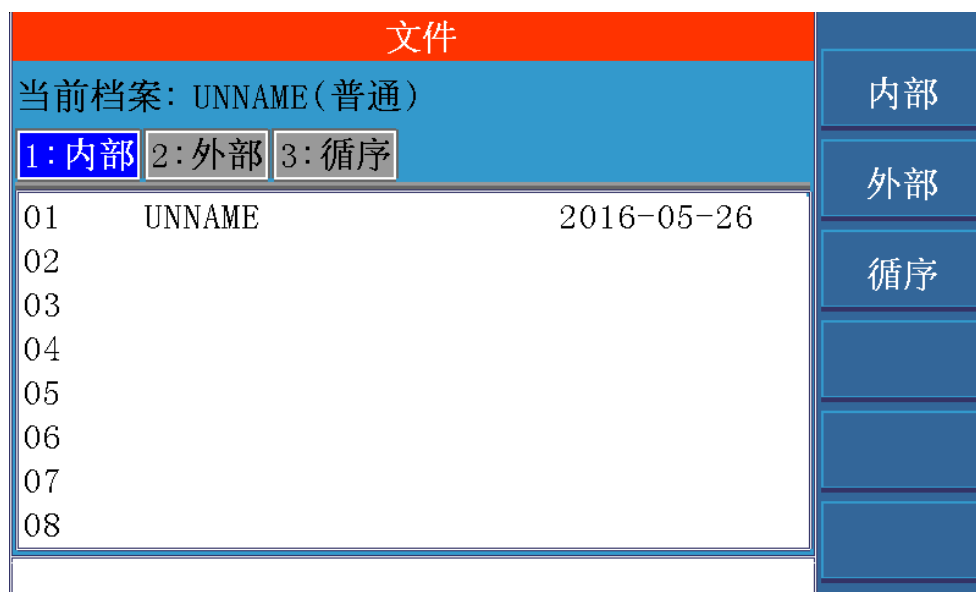 文件
当前档案: UNNAME(普通)
1:内部 2:外部 3:循序
01 UNNAME 2016-05-26
02
03
04
05
06
07
08
内部
外部
循序